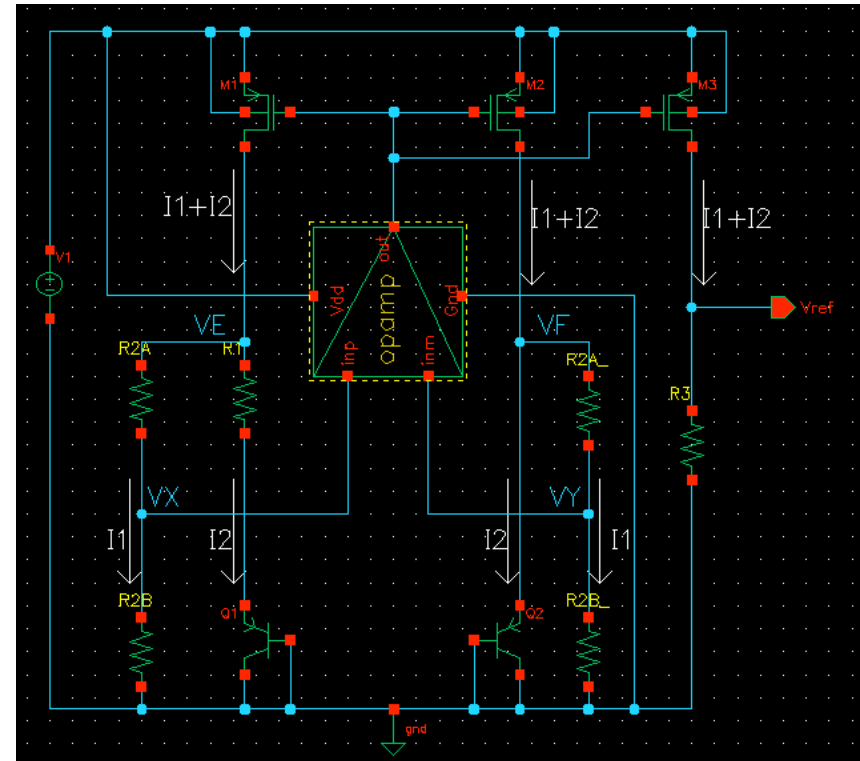 M1
M2
M3
I1+I2
I1+I2
I1+I2
V1
out
Vdd
opamp
Gnd
inp
inm
VE
VF
Vref
R2A
R1
R2A_
R3
VX
VY
I1
I2
I2
I1
R2B
Q1
Q2
R2B_
gnd